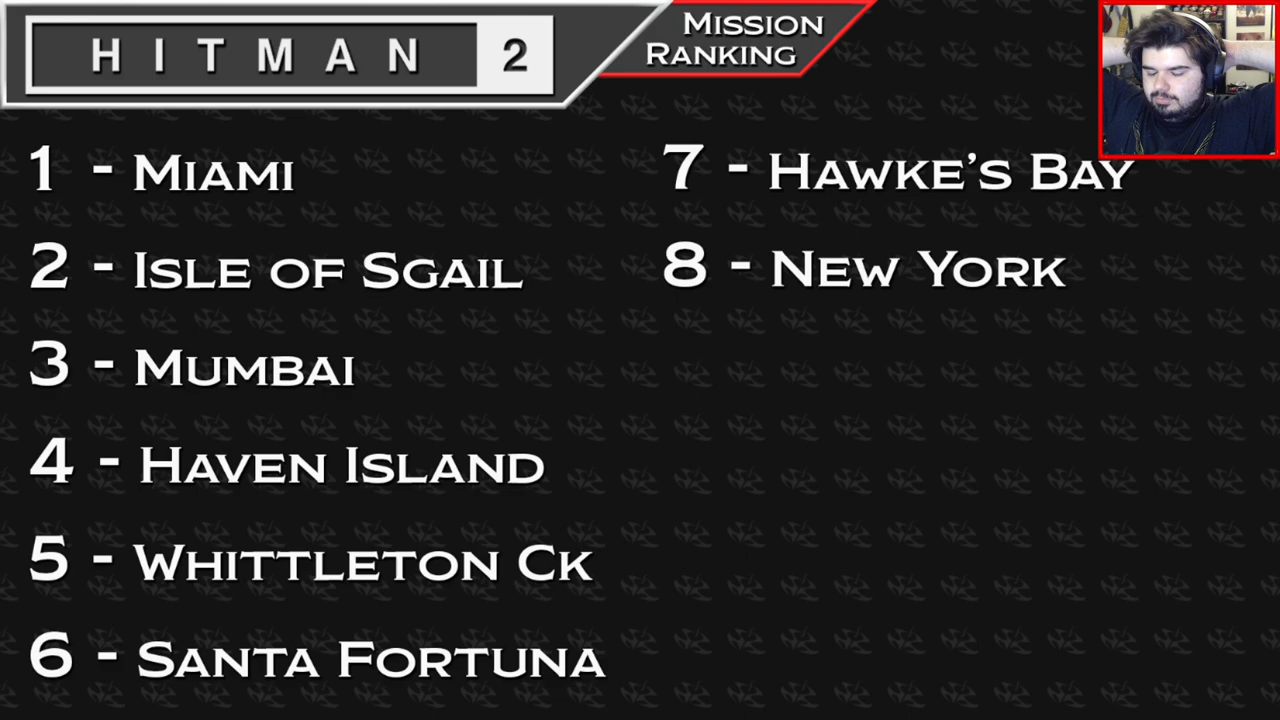 HITMAN 2
Mission
Ranking
1 - Miami
2 - Isle of Sgail
3 - Mumbai
4 - Haven Island
5 - Whittleton Ck
6 - Santa Fortuna
7 - Hawke's Bay
8 - New York